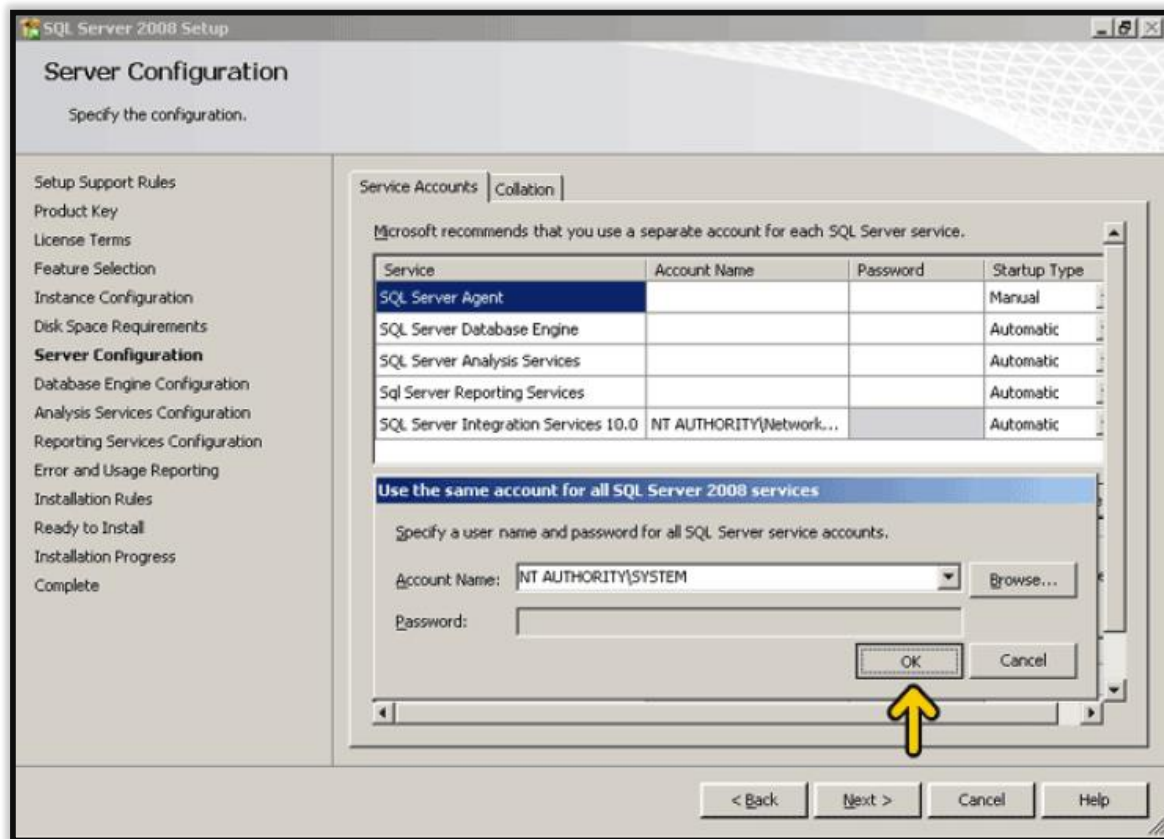 SQL Server 2008 Setup
Server Configuration
Specify the configuration.
Setup Support Rules
Product Key
License Terms
Feature Selection
Instance Configuration
Disk Space Requirements
Server Configuration
Database Engine Configuration
Analysis Services Configuration
Reporting Services Configuration
Error and Usage Reporting
Installation Rules
Ready to Install
Installation Progress
Complete
Service Accounts Collation
Microsoft recommends that you use a separate account for each SQL Server service.
Service Account Name Password Startup Type
SQL Server Agent Manual
SQL Server Database Engine Automatic
SQL Server Analysis Services Automatic
Sql Server Reporting Services Automatic
SQL Server Integration Services 10.0 NT AUTHORITY\Network... Automatic
Use the same account for all SQL Server 2008 services
Specify a user name and password for all SQL Server service accounts.
Account Name: NT AUTHORITY\SYSTEM Browse...
Password:
OK Cancel
< Back Next > Cancel Help